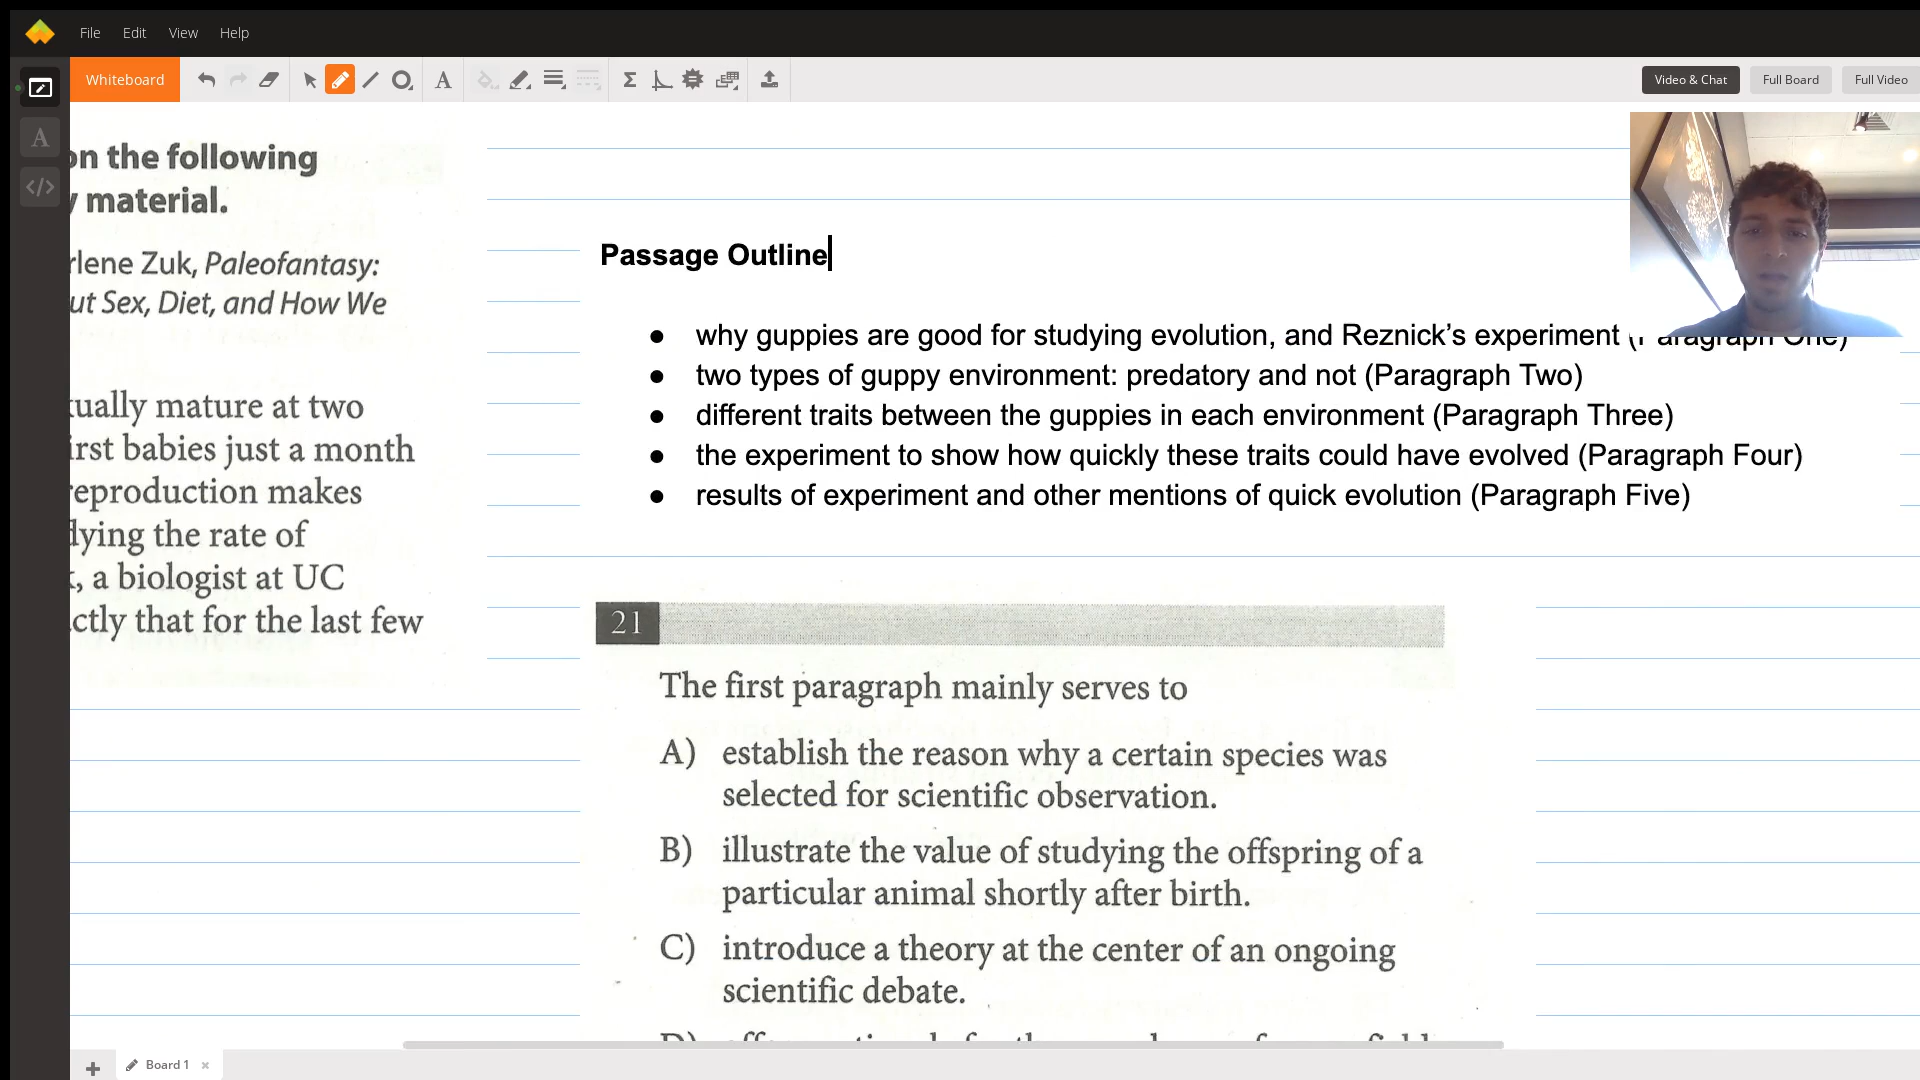 File Edit View Help
Whiteboard
A
Σ
Video & Chat
Full Board
Full Video
A
</>
on the following
material.
Zuk, Paleofantasy:
Sex, Diet, and How We
mature at two
babies just a month
makes
the rate of
, a biologist at UC
that for the last few
Passage Outline
● why guppies are good for studying evolution, and Reznick’s experiment (Paragraph One)
● two types of guppy environment: predatory and not (Paragraph Two)
● different traits between the guppies in each environment (Paragraph Three)
● the experiment to show how quickly these traits could have evolved (Paragraph Four)
● results of experiment and other mentions of quick evolution (Paragraph Five)
21
The first paragraph mainly serves to
A) establish the reason why a certain species was
selected for scientific observation.
B) illustrate the value of studying the offspring of a
particular animal shortly after birth.
C) introduce a theory at the center of an ongoing
scientific debate.
Board 1